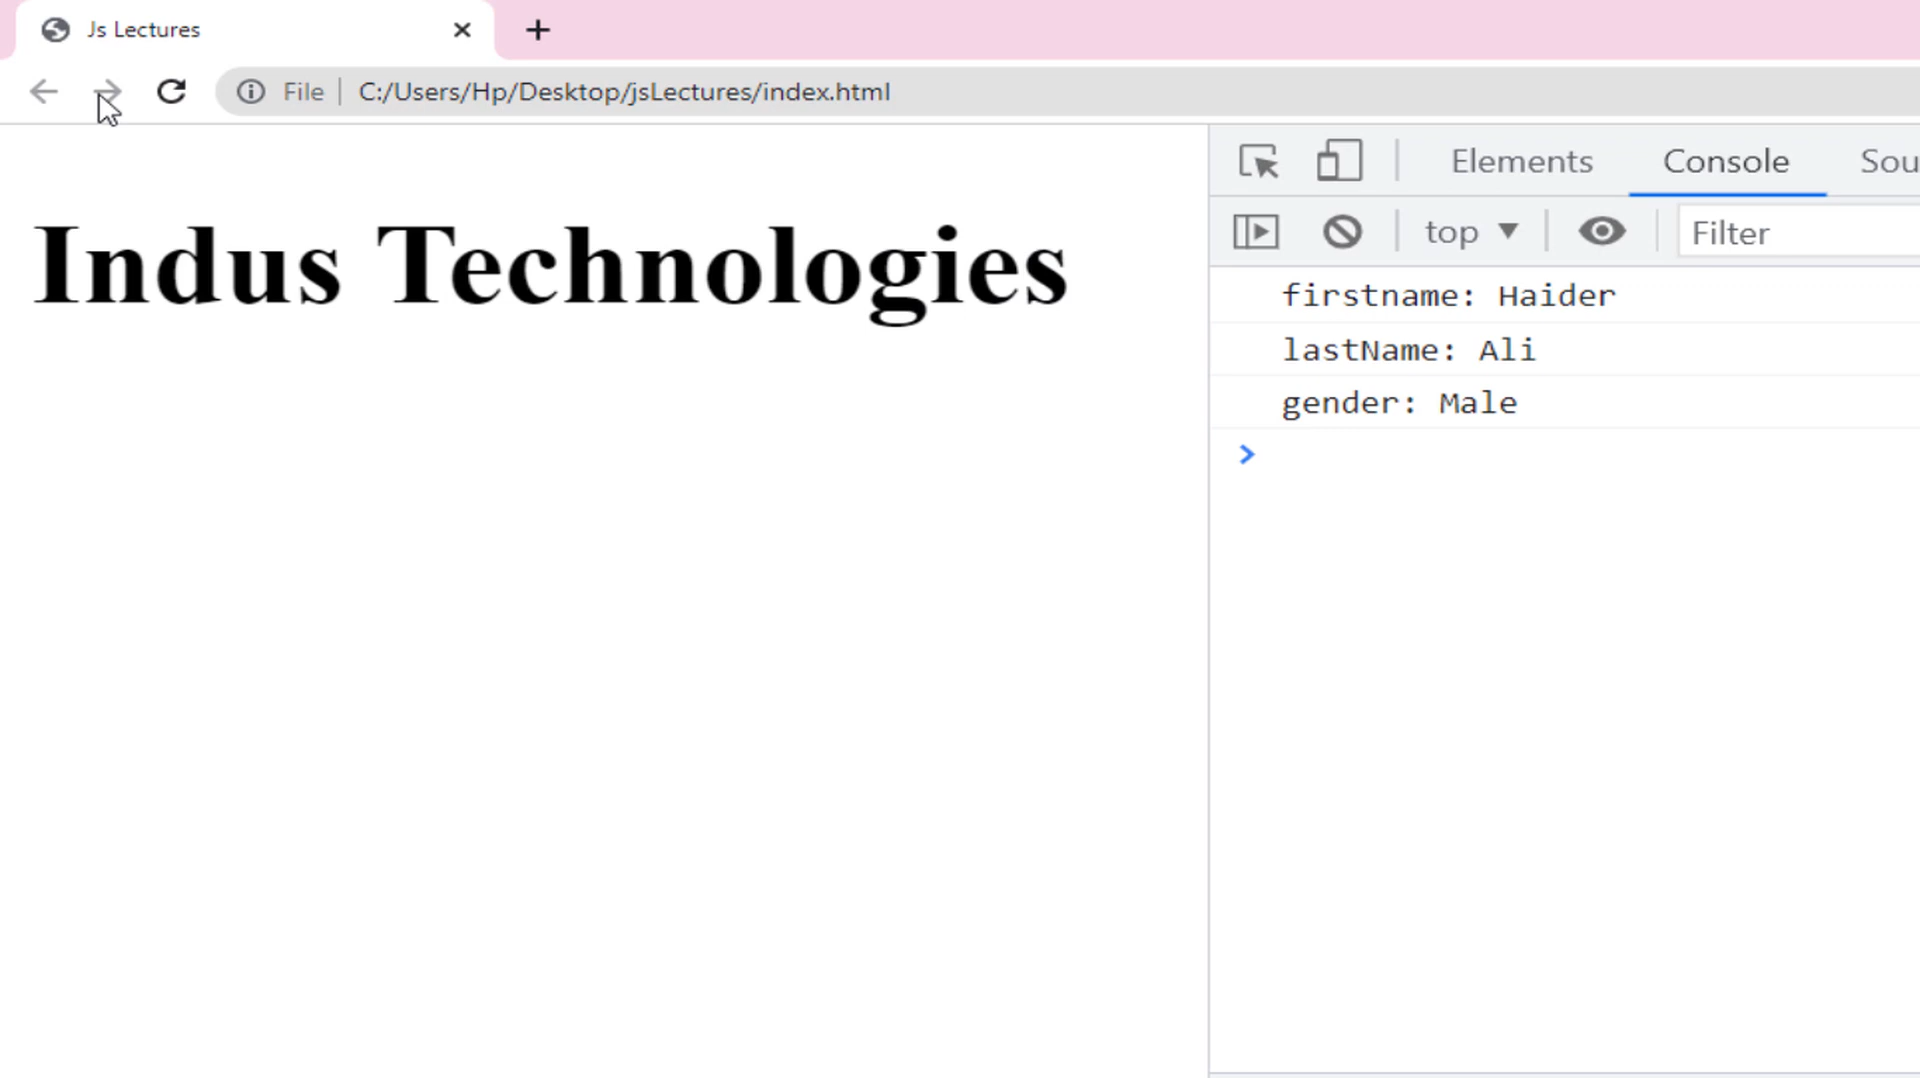 Js Lectures
File C:/Users/Hp/Desktop/jsLectures/index.html
Elements Console Sou
top Filter
Indus Technologies
firstname: Haider
lastName: Ali
gender: Male